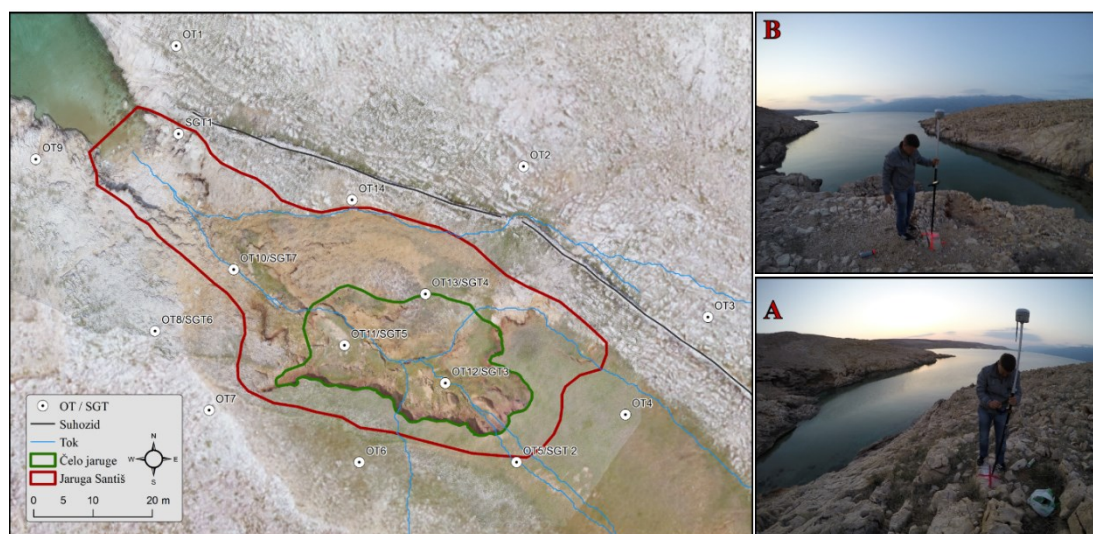 OT1
SGT1
OT9
OT2
OT14
OT10/SGT7
OT13/SGT4
OT3
OT8/SGT6
OT11/SGT5
OT12/SGT3
OT7
OT4
OT6
OT5/SGT 2
OT / SGT
Suhozid
Tok
Čelo jaruge
Jaruga Santiš
N
W E
S
0 5 10 20 m
B
A